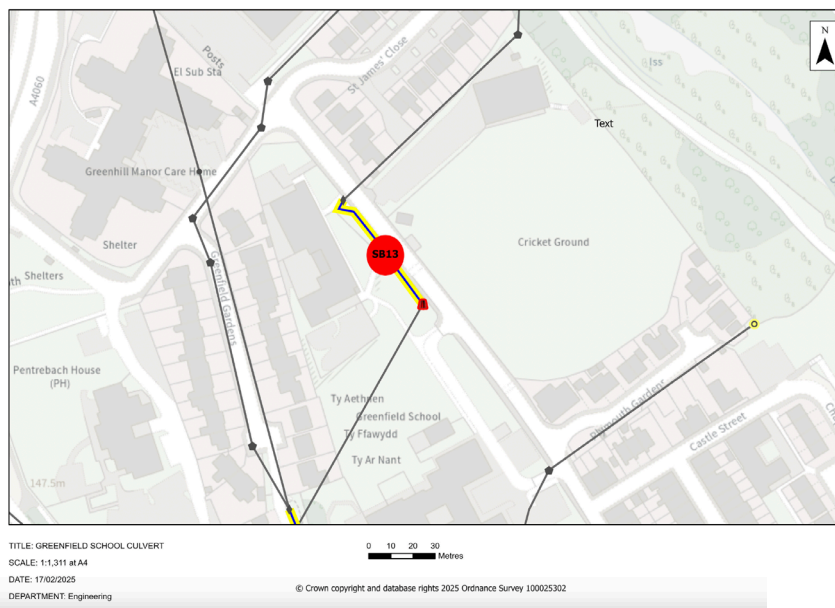 N
A4060
Posts
El Sub Sta
St James' Close
Iss
Text
Greenhill Manor Care Home
Shelter
Greenfield Gardens
SB13
Cricket Ground
Shelters
Pentrebach House
(PH)
Ty Aethnen
Greenfield School
Ty Ffawydd
Ty Ar Nant
Plymouth Gardens
Castle Street
147.5m
TITLE: GREENFIELD SCHOOL CULVERT
SCALE: 1:1,311 at A4
DATE: 17/02/2025
DEPARTMENT: Engineering
0 10 20 30
Metres
© Crown copyright and database rights 2025 Ordnance Survey 100025302